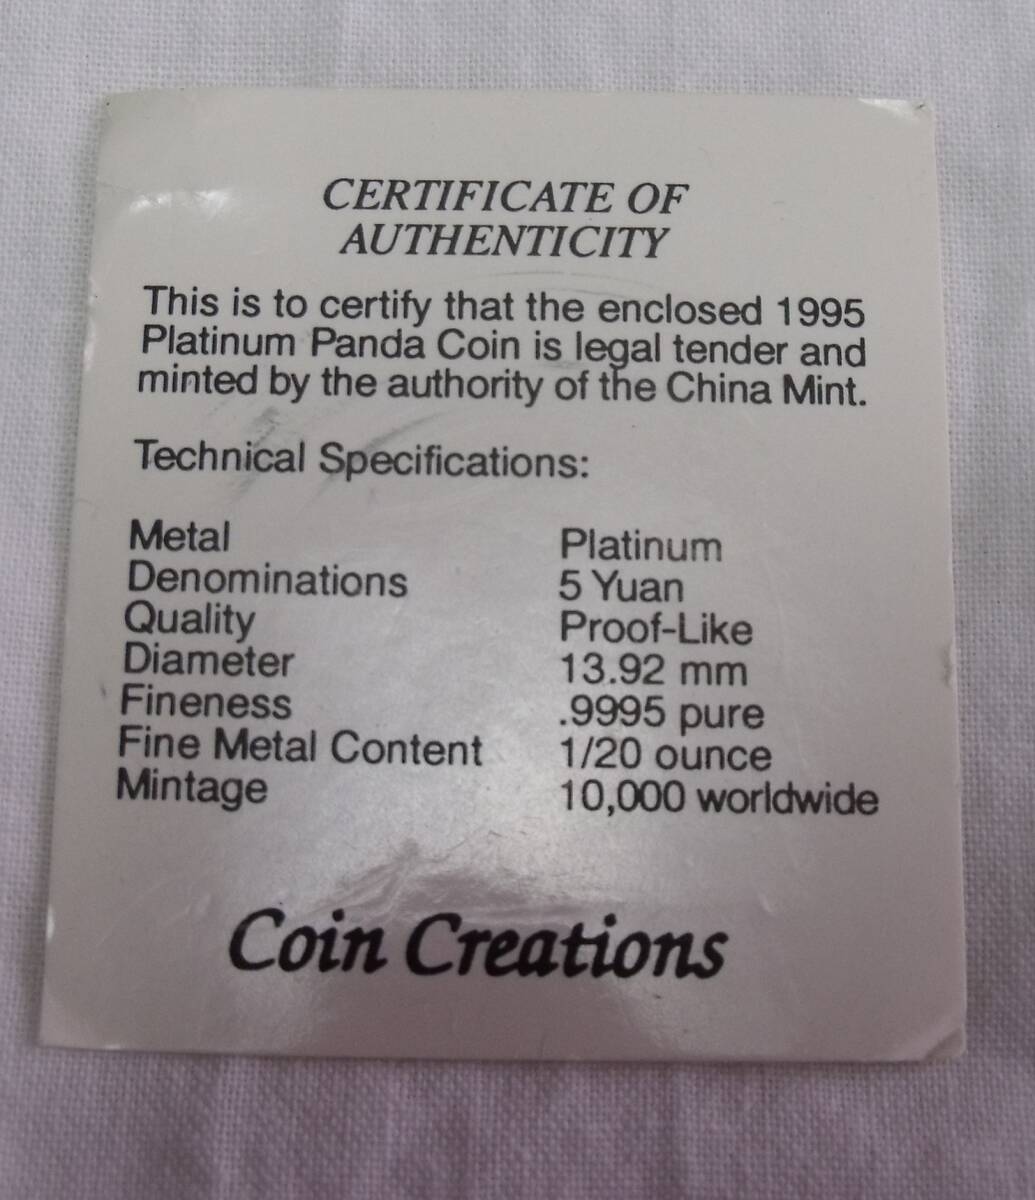 CERTIFICATE OF
AUTHENTICITY
This is to certify that the enclosed 1995
Platinum Panda Coin is legal tender and
minted by the authority of the China Mint.
Technical Specifications:
Metal Platinum
Denominations 5 Yuan
Quality Proof-Like
Diameter 13.92 mm
Fineness .9995 pure
Fine Metal Content 1/20 ounce
Mintage 10,000 worldwide
Coin Creations